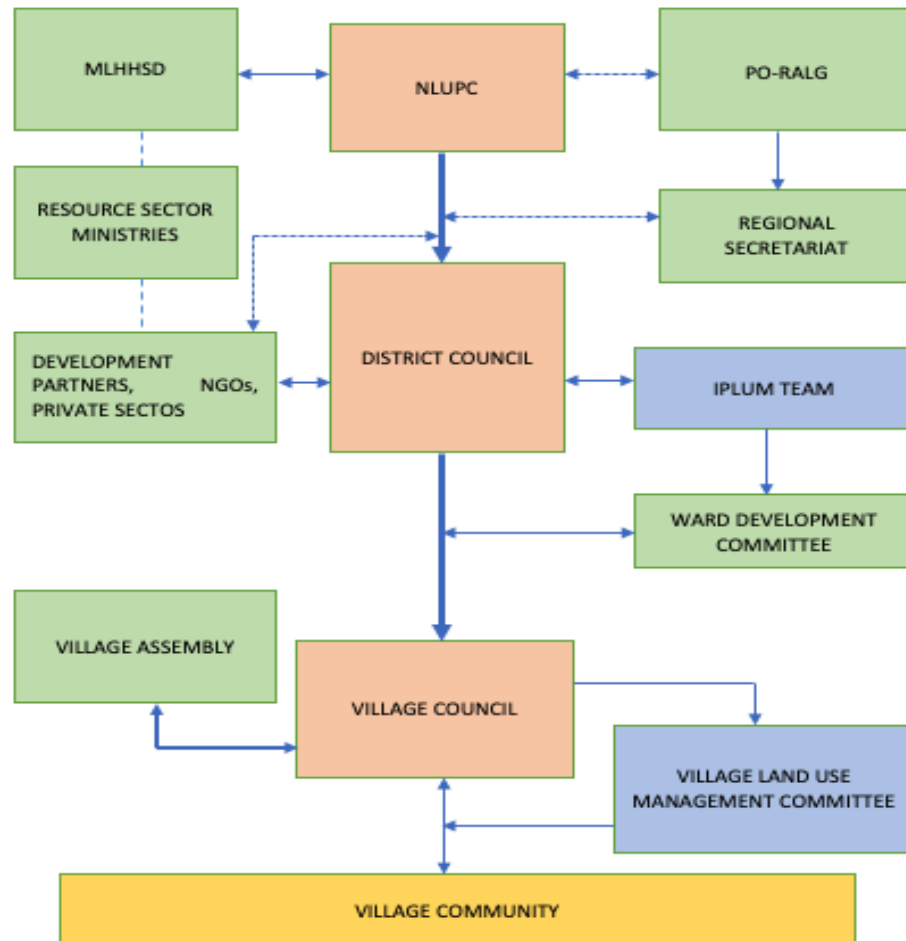 MLHHSD
NLUPC
PO-RALG
RESOURCE SECTOR
MINISTRIES
REGIONAL
SECRETARIAT
DEVELOPMENT
PARTNERS, NGOs,
PRIVATE SECTOS
DISTRICT COUNCIL
IPLUM TEAM
WARD DEVELOPMENT
COMMITTEE
VILLAGE ASSEMBLY
VILLAGE COUNCIL
VILLAGE LAND USE
MANAGEMENT COMMITTEE
VILLAGE COMMUNITY